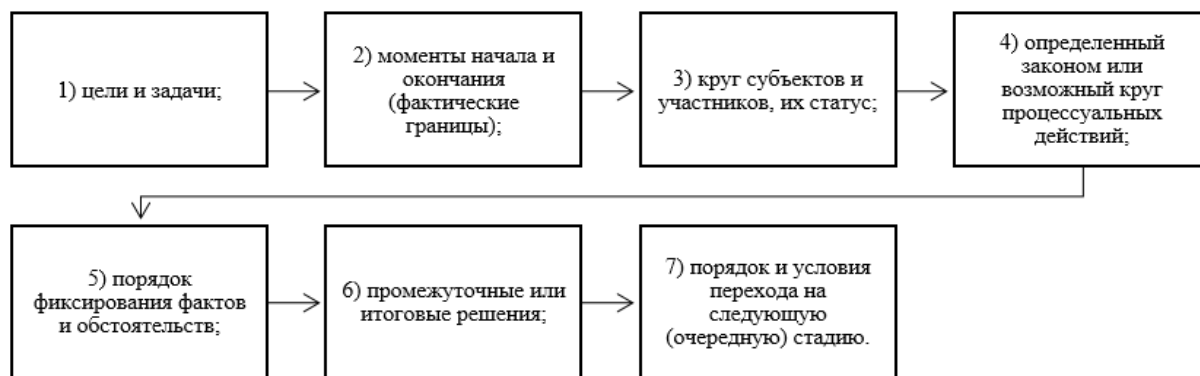 1) цели и задачи;
2) моменты начала и
окончания
(фактические
границы);
3) круг субъектов и
участников, их статус;
4) определенный
законом или
возможный круг
процессуальных
действий;
5) порядок
фиксирования фактов
и обстоятельств;
6) промежуточные или
итоговые решения;
7) порядок и условия
перехода на
следующую
(очередную) стадию.